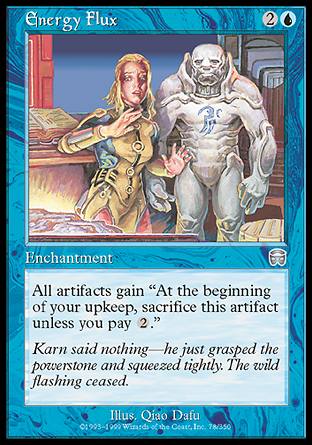 Energy Flux 2
Enchantment
All artifacts gain “At the beginning
of your upkeep, sacrifice this artifact
unless you pay 2.”
Karn said nothing—he just grasped the
powerstone and squeezed tightly. The wild
flashing ceased.
Illus. Qiao Dafu
©1993–1999 Wizards of the Coast, Inc. 78/350